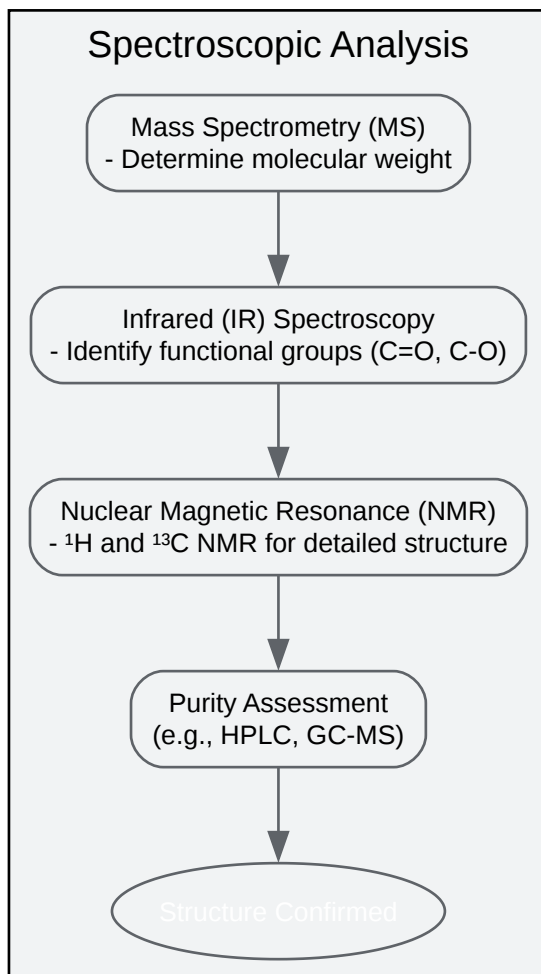 Spectroscopic Analysis
Mass Spectrometry (MS)
- Determine molecular weight
Infrared (IR) Spectroscopy
- Identify functional groups (C=O, C-O)
Nuclear Magnetic Resonance (NMR)
- ¹H and ¹³C NMR for detailed structure
Purity Assessment
(e.g., HPLC, GC-MS)
Structure Confirmed